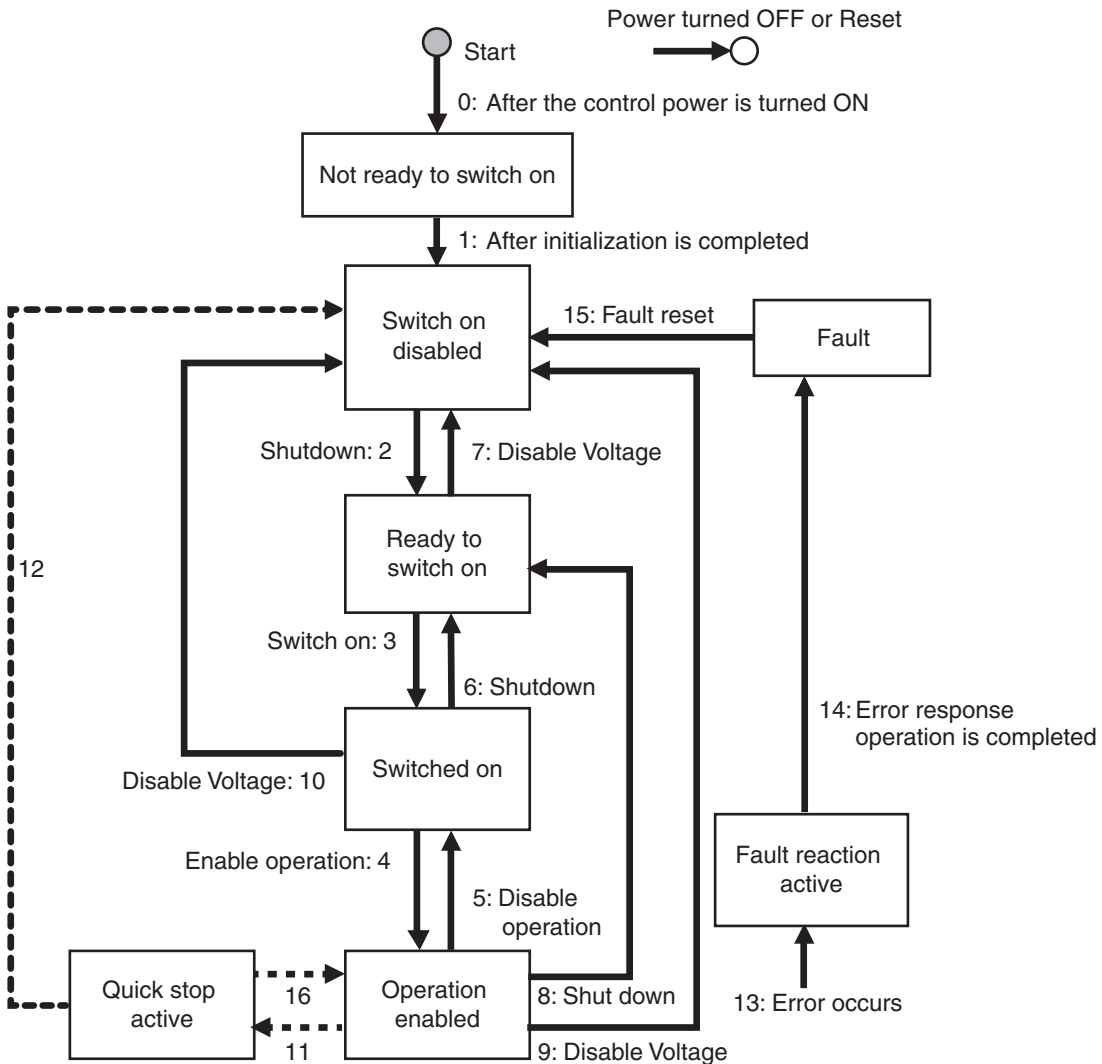 Power turned OFF or Reset
Start
0: After the control power is turned ON
Not ready to switch on
1: After initialization is completed
Switch on
disabled
15: Fault reset
Fault
Shutdown: 2
7: Disable Voltage
Ready to
switch on
12
Switch on: 3
6: Shutdown
14: Error response
operation is completed
Switched on
Disable Voltage: 10
Enable operation: 4
5: Disable
operation
Fault reaction
active
Quick stop
active
16
11
Operation
enabled
8: Shut down
9: Disable Voltage
13: Error occurs